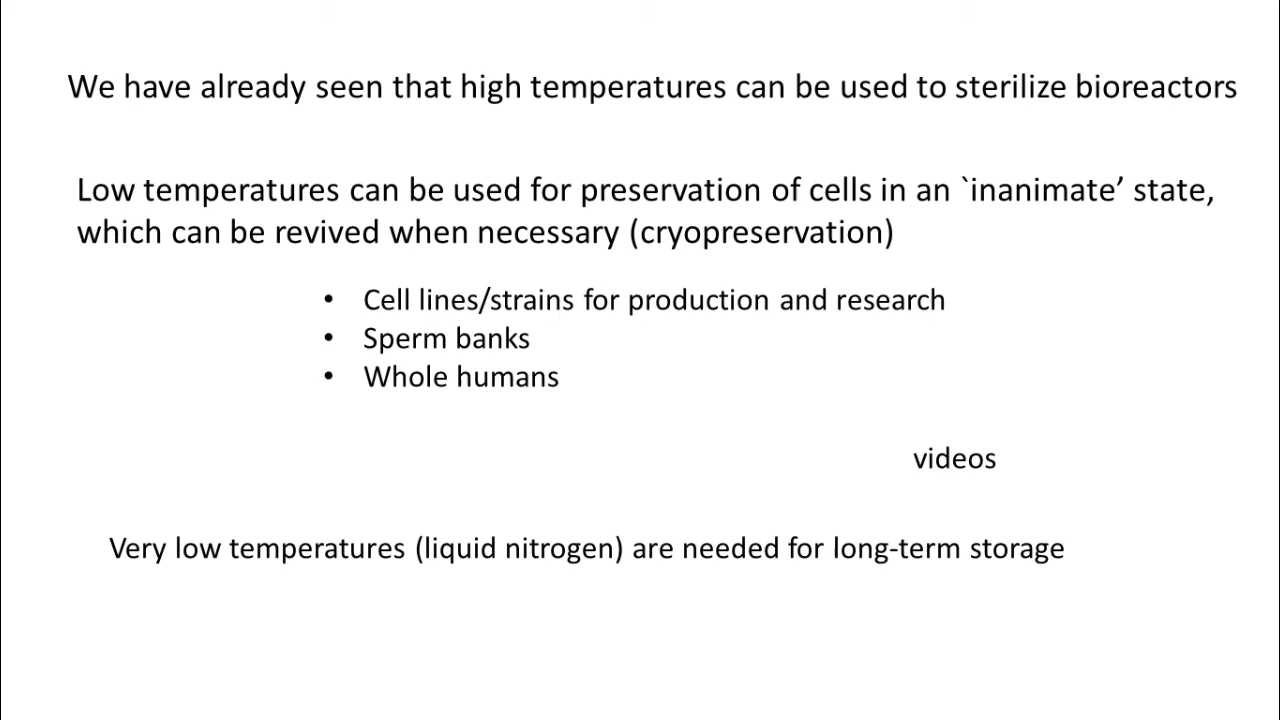 We have already seen that high temperatures can be used to sterilize bioreactors
Low temperatures can be used for preservation of cells in an `inanimate’ state,
which can be revived when necessary (cryopreservation)
• Cell lines/strains for production and research
• Sperm banks
• Whole humans
videos
Very low temperatures (liquid nitrogen) are needed for long-term storage